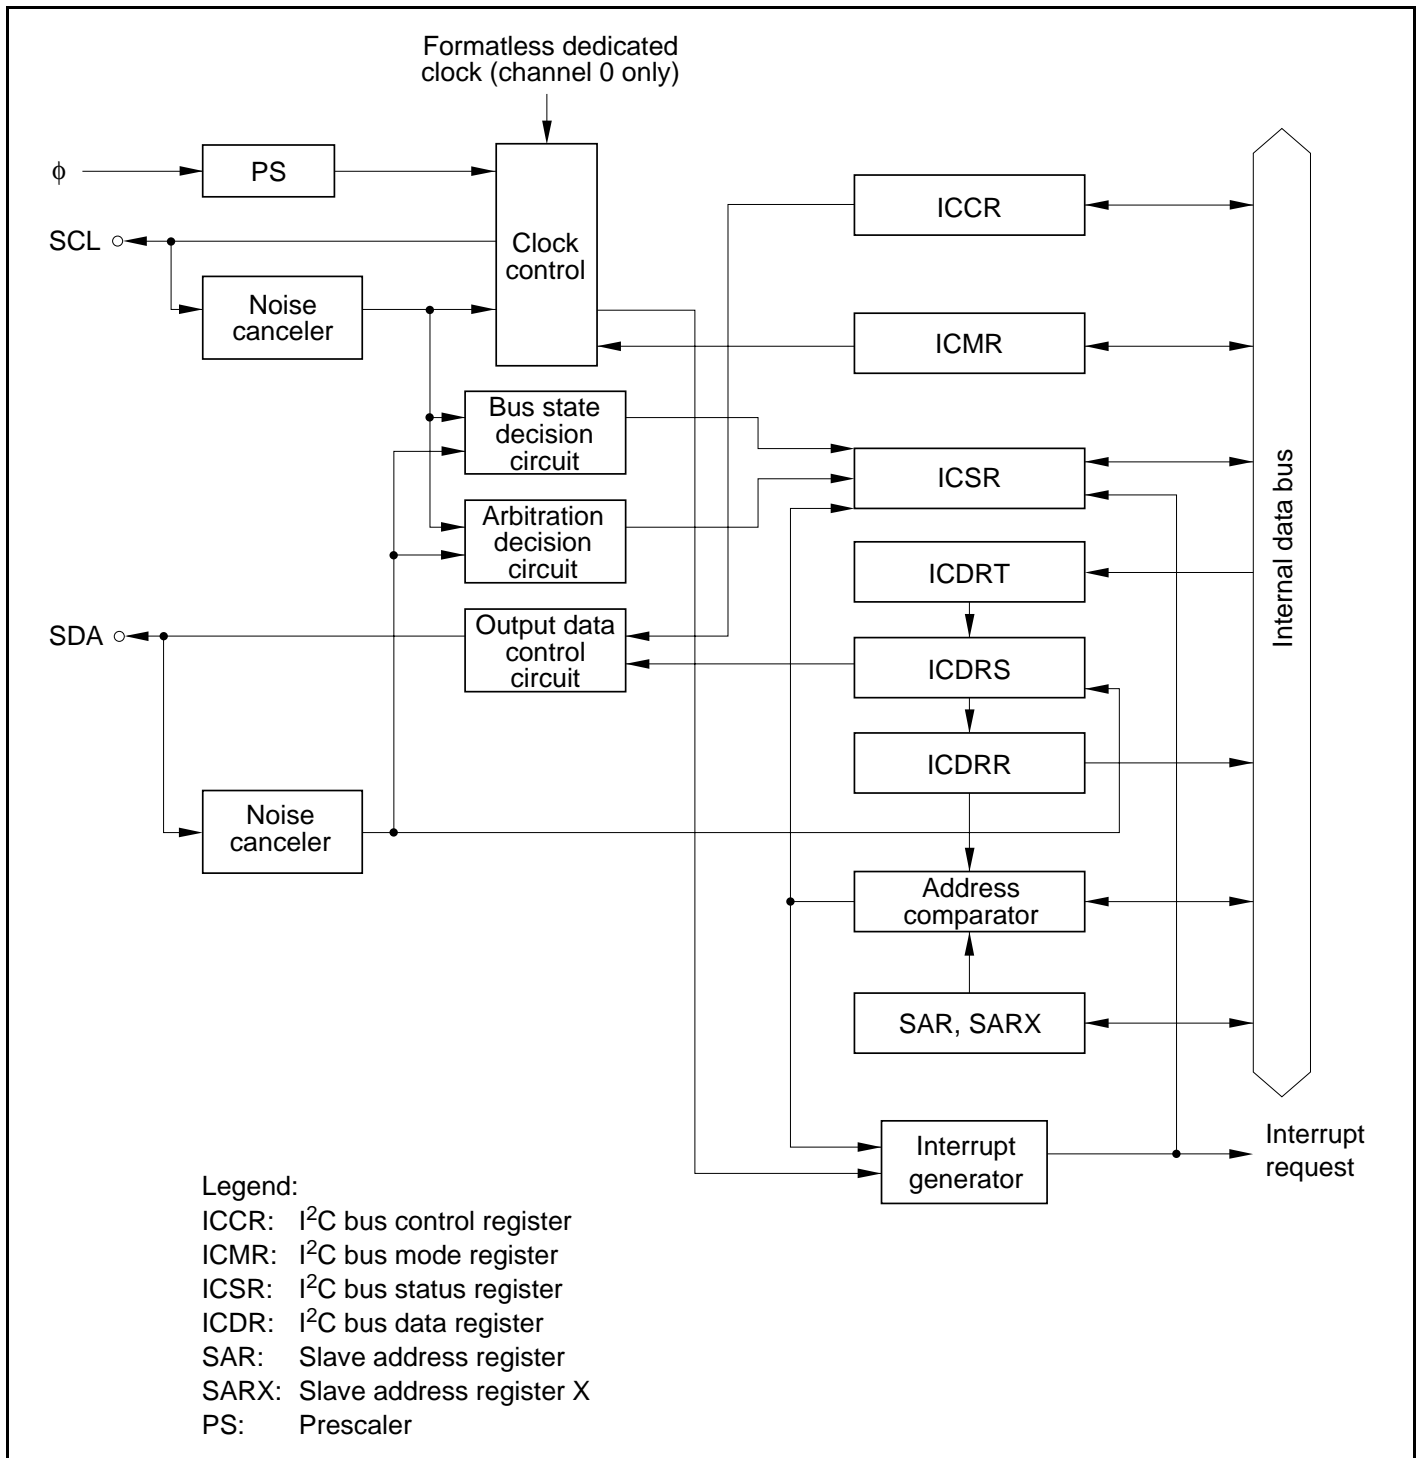 Formatless dedicated
clock (channel 0 only)
ϕ
PS
SCL
Clock
control
Noise
canceler
ICCR
ICMR
Bus state
decision
circuit
ICSR
Arbitration
decision
circuit
ICDRT
SDA
Output data
control
circuit
ICDRS
ICDRR
Noise
canceler
Address
comparator
SAR, SARX
Internal data bus
Interrupt
generator
Interrupt
request
Legend:
ICCR: I²C bus control register
ICMR: I²C bus mode register
ICSR: I²C bus status register
ICDR: I²C bus data register
SAR: Slave address register
SARX: Slave address register X
PS: Prescaler